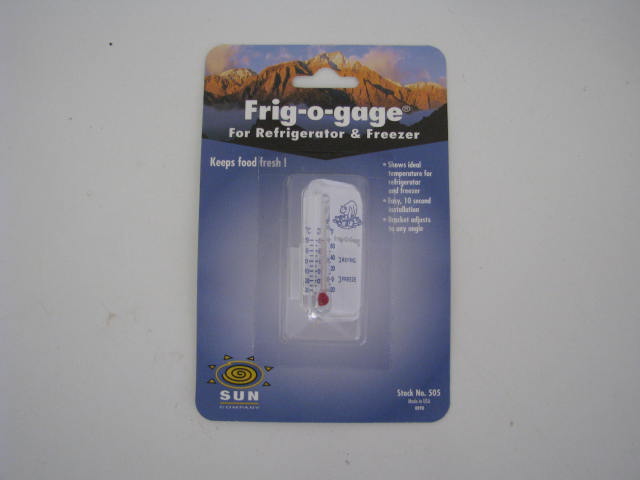 Frig-o-gage®
For Refrigerator & Freezer
Keeps food fresh!
• Shows ideal
temperature for
refrigerator
and freezer
• Easy, 10 second
installation
• Bracket adjusts
to any angle
SUN
COMPANY
Stock No. 505
Made in USA